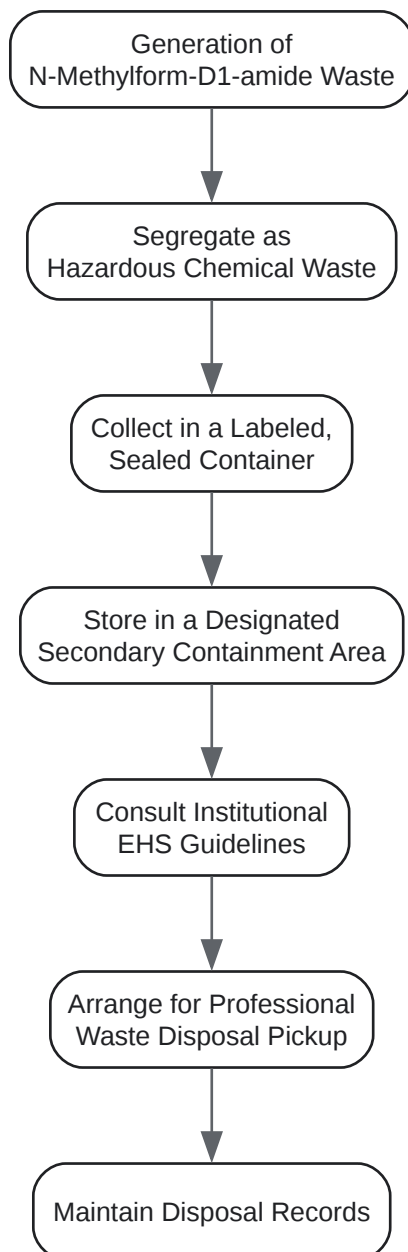 Generation of
N-Methylform-D1-amide Waste
Segregate as
Hazardous Chemical Waste
Collect in a Labeled,
Sealed Container
Store in a Designated
Secondary Containment Area
Consult Institutional
EHS Guidelines
Arrange for Professional
Waste Disposal Pickup
Maintain Disposal Records